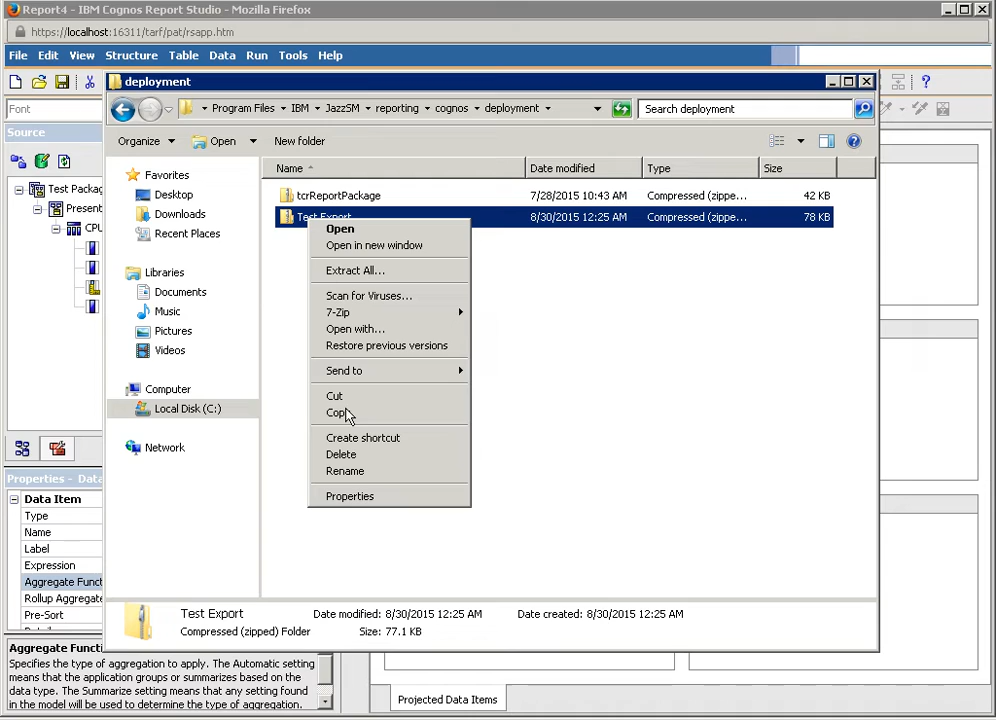 Report4 - IBM Cognos Report Studio - Mozilla Firefox
https://localhost:16311/tarf/pat/rsapp.htm
File Edit View Structure Table Data Run Tools Help
deployment
Program Files IBM JazzSM reporting cognos deployment
Search deployment
Font
Organize Open New folder
Source
Name Date modified Type Size
Favorites
Desktop
Downloads
Recent Places
Libraries
Documents
Music
Pictures
Videos
Computer
Local Disk (C:)
Network
tcrReportPackage 7/28/2015 10:43 AM Compressed (zippe... 42 KB
Test Export 8/30/2015 12:25 AM Compressed (zippe... 78 KB
Test Packag
Present
CPU
Open
Open in new window
Extract All...
Scan for Viruses...
7-Zip
Open with...
Restore previous versions
Send to
Cut
Copy
Create shortcut
Delete
Rename
Properties
Properties - Data
Data Item
Type
Name
Label
Expression
Aggregate Funct
Rollup Aggregate
Pre-Sort
Test Export Date modified: 8/30/2015 12:25 AM Date created: 8/30/2015 12:25 AM
Compressed (zipped) Folder Size: 77.1 KB
Aggregate Functi
Specifies the type of aggregation to apply. The Automatic setting
means that the application groups or summarizes based on the
data type. The Summarize setting means that any setting found
in the model will be used to determine the type of aggregation.
Projected Data Items